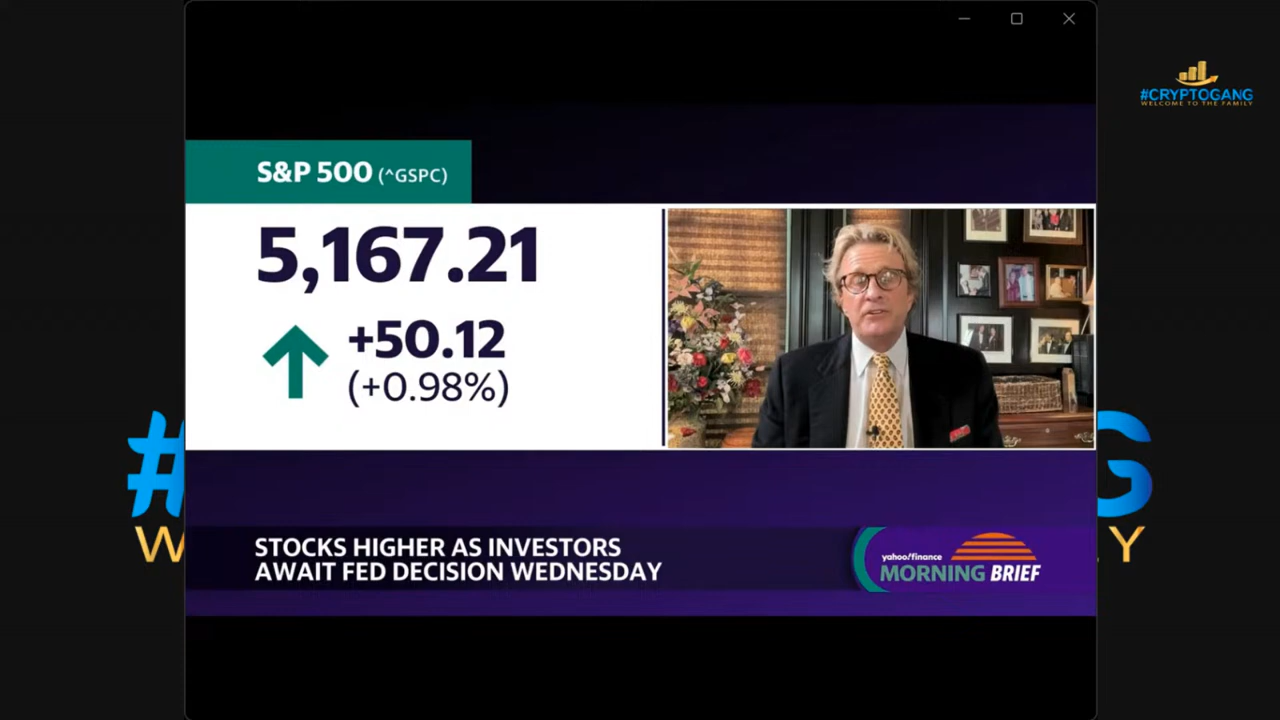 #CRYPTOGANG
WELCOME TO THE FAMILY
S&P 500 (^GSPC)
5,167.21
+50.12
(+0.98%)
# G
W Y
STOCKS HIGHER AS INVESTORS
AWAIT FED DECISION WEDNESDAY
yahoo!finance
MORNING BRIEF